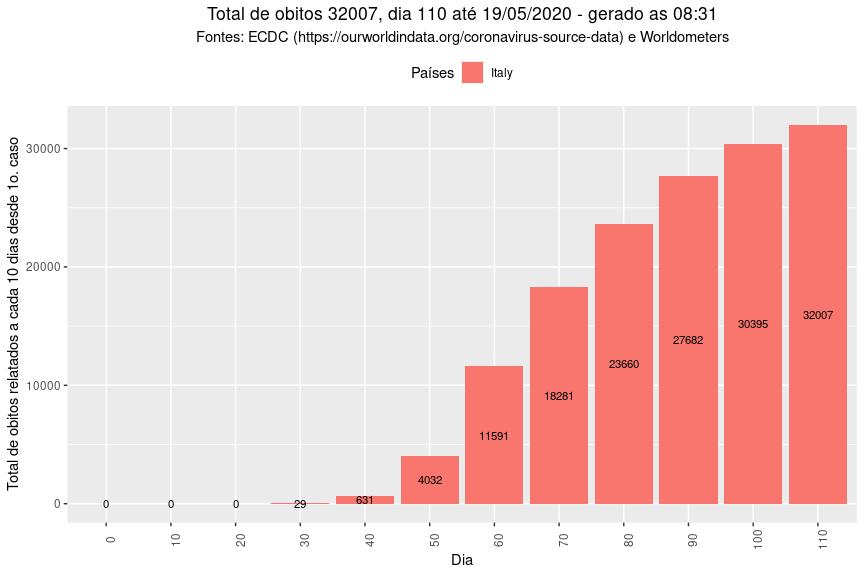 Total de obitos 32007, dia 110 até 19/05/2020 - gerado as 08:31
Fontes: ECDC (https://ourworldindata.org/coronavirus-source-data) e Worldometers
Países Italy
Total de obitos relatados a cada 10 dias desde 1o. caso
30000
20000
10000
0
0 0 0 29 631 4032 11591 18281 23660 27682 30395 32007
0 10 20 30 40 50 60 70 80 90 100 110
Dia